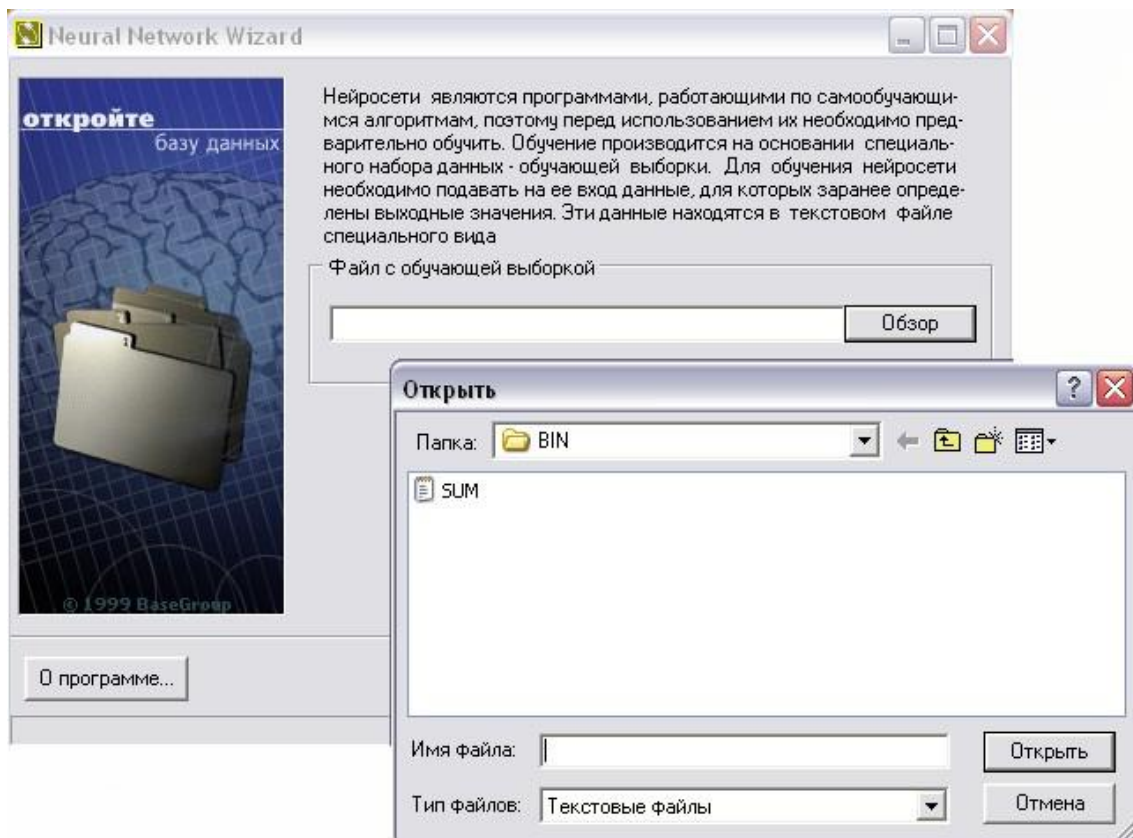 Neural Network Wizard
откройте
базу данных
Нейросети являются программами, работающими по самообучающи-
мся алгоритмам, поэтому перед использованием их необходимо пред-
варительно обучить. Обучение производится на основании специаль-
ного набора данных - обучающей выборки. Для обучения нейросети
необходимо подавать на ее вход данные, для которых заранее опреде-
лены выходные значения. Эти данные находятся в текстовом файле
специального вида
Файл с обучающей выборкой
Обзор
1
© 1999 BaseGroup
О программе...
Открыть
Папка: BIN
SUM
Имя файла:
Открыть
Тип файлов: Текстовые файлы
Отмена